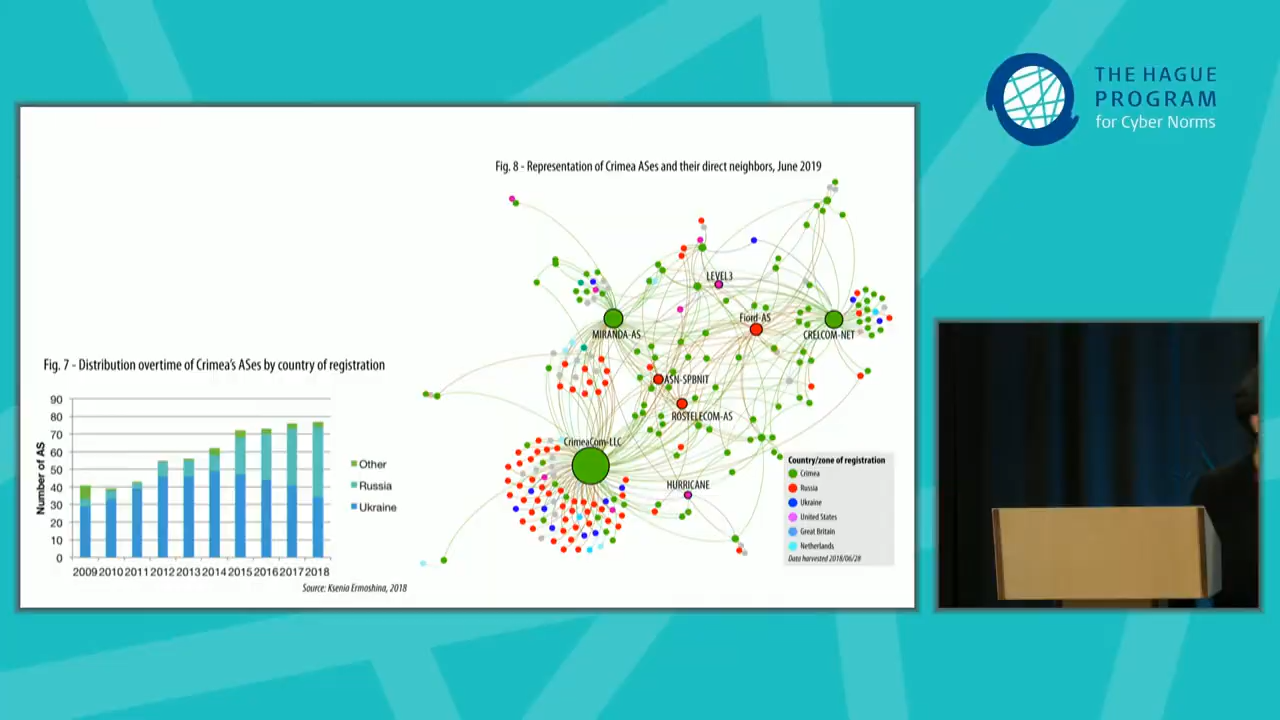 THE HAGUE
PROGRAM
for Cyber Norms
Fig. 8 - Representation of Crimea ASes and their direct neighbors, June 2019
LEVEL3
MIRANDA-AS
Fiord-AS
CRELCOM-NET
ASN-SPBNIT
ROSTELECOM-AS
CrimeaCom-LLC
HURRICANE
Country/zone of registration
Crimea
Russia
Ukraine
United States
Great Britain
Netherlands
Data harvested 2018/06/28
Fig. 7 - Distribution overtime of Crimea's ASes by country of registration
Number of AS
90
80
70
60
50
40
30
20
10
0
2009 2010 2011 2012 2013 2014 2015 2016 2017 2018
Other
Russia
Ukraine
Source: Ksenia Ermoshina, 2018